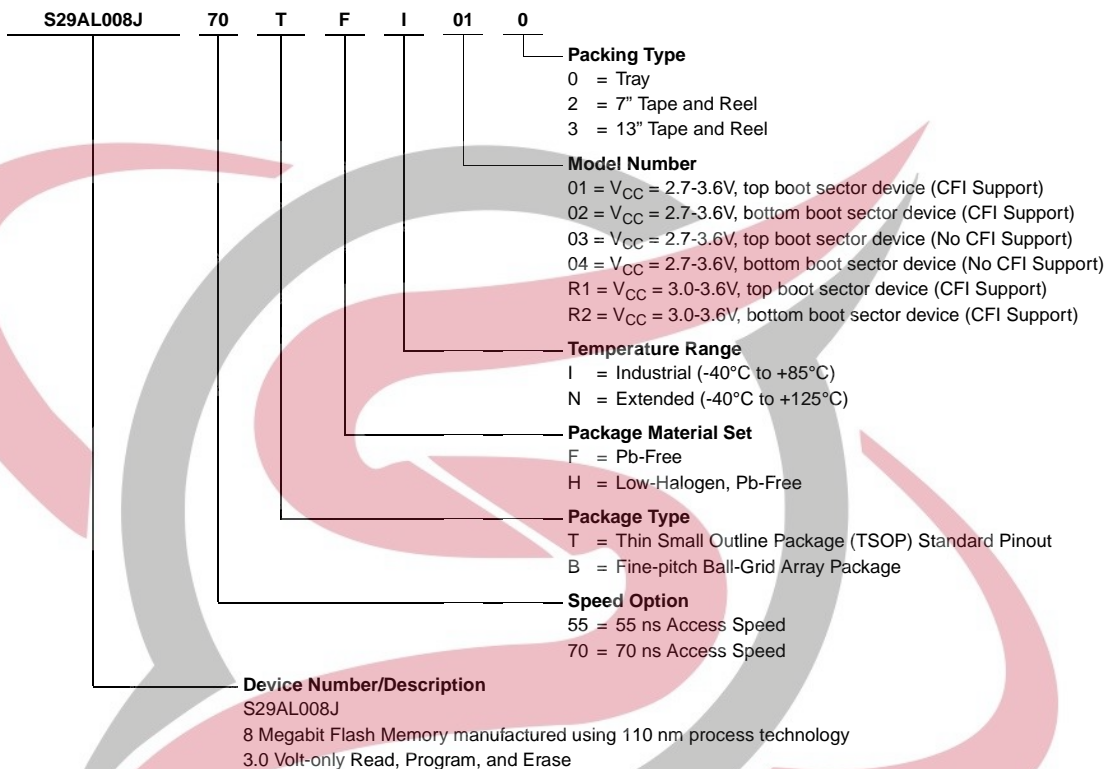 S29AL008J 70 T F I 01 0
Packing Type
0 = Tray
2 = 7” Tape and Reel
3 = 13” Tape and Reel
Model Number
01 = VCC = 2.7-3.6V, top boot sector device (CFI Support)
02 = VCC = 2.7-3.6V, bottom boot sector device (CFI Support)
03 = VCC = 2.7-3.6V, top boot sector device (No CFI Support)
04 = VCC = 2.7-3.6V, bottom boot sector device (No CFI Support)
R1 = VCC = 3.0-3.6V, top boot sector device (CFI Support)
R2 = VCC = 3.0-3.6V, bottom boot sector device (CFI Support)
Temperature Range
I = Industrial (-40°C to +85°C)
N = Extended (-40°C to +125°C)
Package Material Set
F = Pb-Free
H = Low-Halogen, Pb-Free
Package Type
T = Thin Small Outline Package (TSOP) Standard Pinout
B = Fine-pitch Ball-Grid Array Package
Speed Option
55 = 55 ns Access Speed
70 = 70 ns Access Speed
Device Number/Description
S29AL008J
8 Megabit Flash Memory manufactured using 110 nm process technology
3.0 Volt-only Read, Program, and Erase